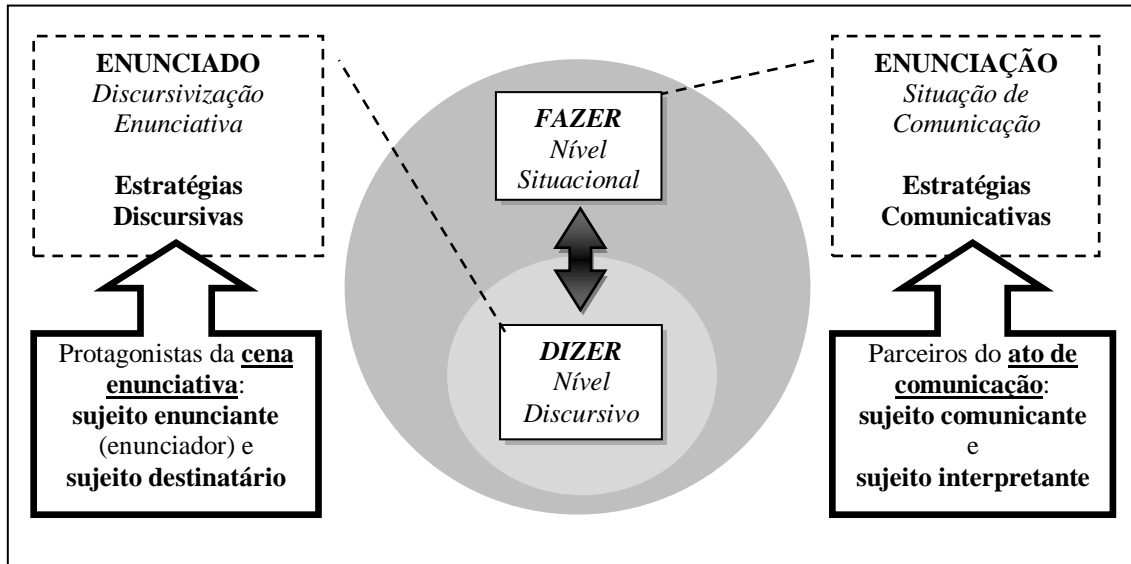 ENUNCIADO
Discursivização
Enunciativa
Estratégias
Discursivas
Protagonistas da cena
enunciativa:
sujeito enunciante
(enunciador) e
sujeito destinatário
FAZER
Nível
Situacional
DIZER
Nível
Discursivo
ENUNCIAÇÃO
Situação de
Comunicação
Estratégias
Comunicativas
Parceiros do ato de
comunicação:
sujeito comunicante
e
sujeito interpretante